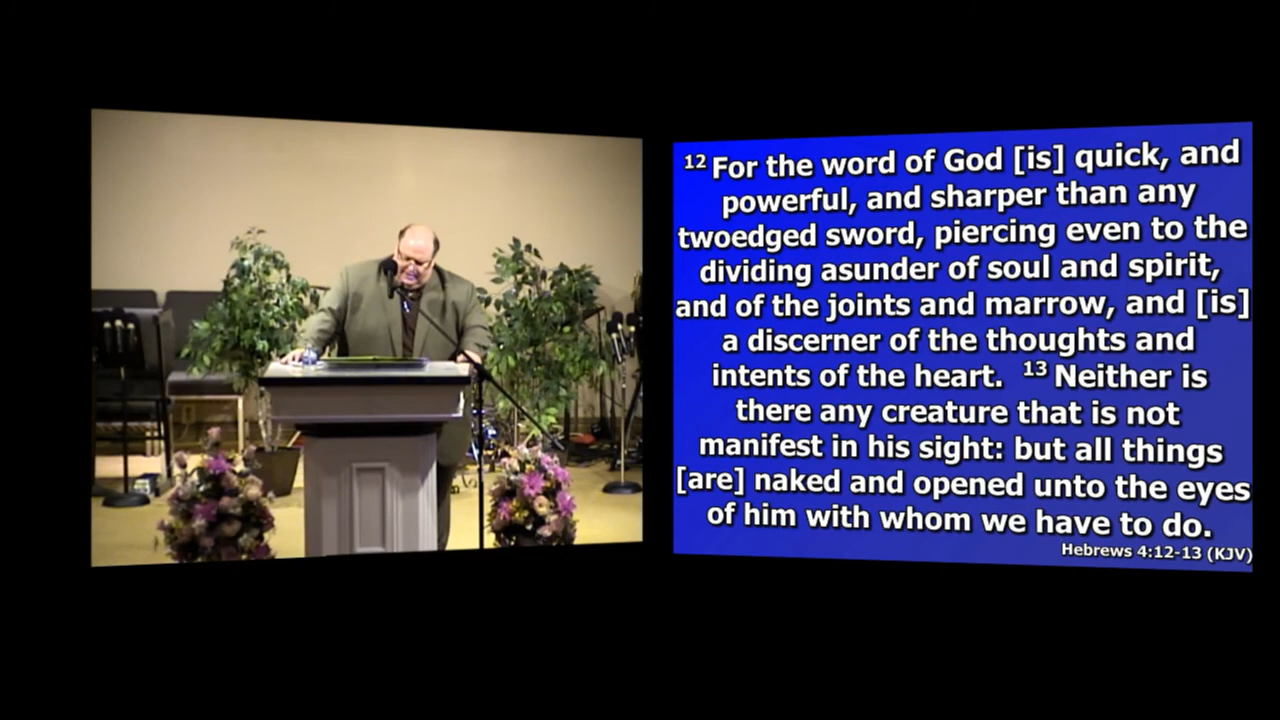 12 For the word of God [is] quick, and
powerful, and sharper than any
twoedged sword, piercing even to the
dividing asunder of soul and spirit,
and of the joints and marrow, and [is]
a discerner of the thoughts and
intents of the heart. 13 Neither is
there any creature that is not
manifest in his sight: but all things
[are] naked and opened unto the eyes
of him with whom we have to do.
Hebrews 4:12-13 (KJV)